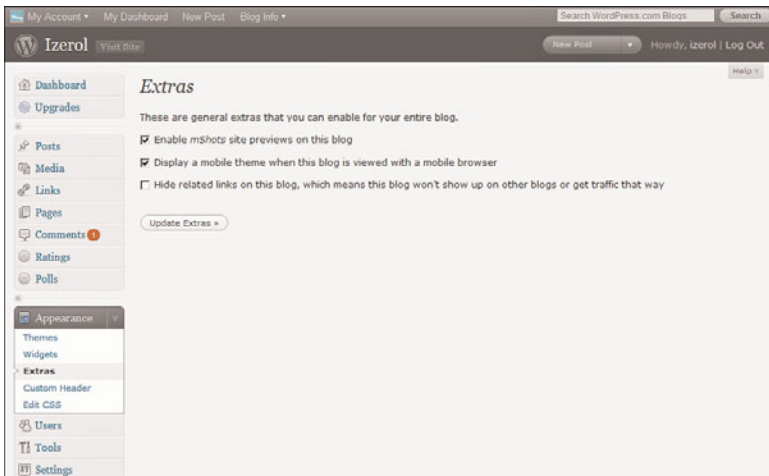 My Account ▾ My Dashboard New Post Blog Info ▾ Search WordPress.com Blogs Search
Izerol Visit Site New Post Howdy, izerol | Log Out
Help
Dashboard
Upgrades
Posts
Media
Links
Pages
Comments 1
Ratings
Polls
Appearance
Themes
Widgets
Extras
Custom Header
Edit CSS
Users
Tools
Settings
Extras
These are general extras that you can enable for your entire blog.
Enable mShots site previews on this blog
Display a mobile theme when this blog is viewed with a mobile browser
Hide related links on this blog, which means this blog won't show up on other blogs or get traffic that way
Update Extras »